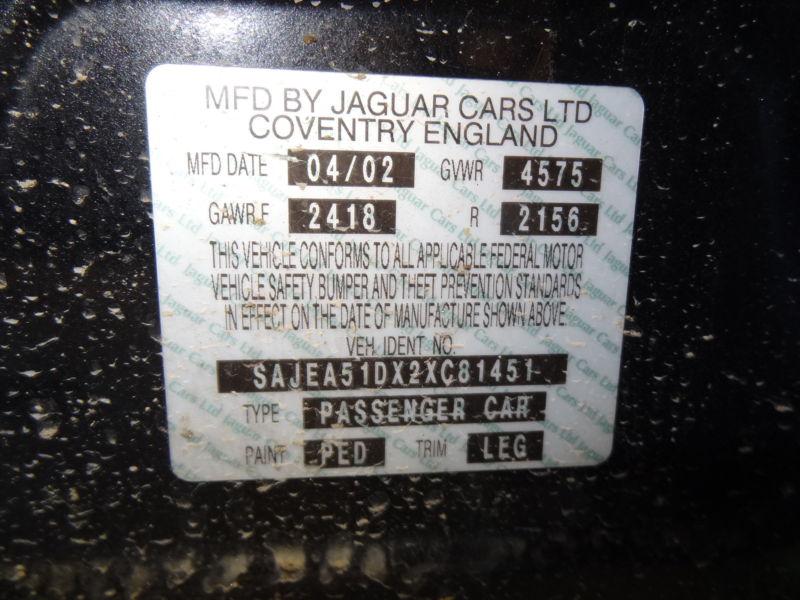 MFD BY JAGUAR CARS LTD
COVENTRY ENGLAND
MFD DATE 04/02 GVWR 4575
GAWR F 2418 R 2156
THIS VEHICLE CONFORMS TO ALL APPLICABLE FEDERAL MOTOR
VEHICLE SAFETY BUMPER AND THEFT PREVENTION STANDARDS
IN EFFECT ON THE DATE OF MANUFACTURE SHOWN ABOVE.
VEH. IDENT NO.
SAJEA51DX2XC81451
TYPE PASSENGER CAR
PAINT PED TRIM LEG